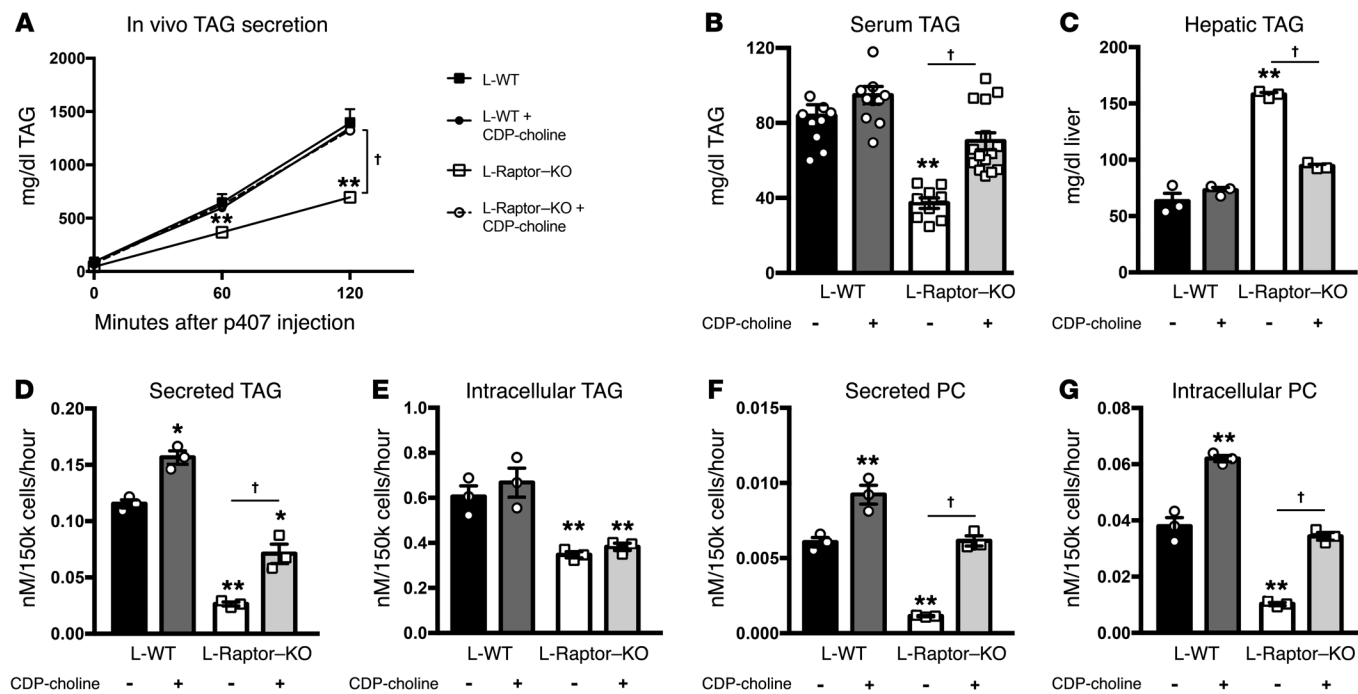 A In vivo TAG secretion
mg/dl TAG
2000
1500
1000
500
0
0 60 120
Minutes after p407 injection
** ** †
L-WT
L-WT +
CDP-choline
L-Raptor–KO
L-Raptor–KO +
CDP-choline
B Serum TAG
mg/dl TAG
120
80
40
0
** †
L-WT L-Raptor–KO
CDP-choline - + - +
C Hepatic TAG
mg/dl liver
200
150
100
50
0
** †
L-WT L-Raptor–KO
CDP-choline - + - +
D Secreted TAG
nM/150k cells/hour
0.20
0.15
0.10
0.05
0.00
* ** † *
L-WT L-Raptor–KO
CDP-choline - + - +
E Intracellular TAG
nM/150k cells/hour
1.0
0.8
0.6
0.4
0.2
0.0
** **
L-WT L-Raptor–KO
- + - +
F Secreted PC
nM/150k cells/hour
0.015
0.010
0.005
0.000
** ** †
L-WT L-Raptor–KO
CDP-choline - + - +
G Intracellular PC
nM/150k cells/hour
0.08
0.06
0.04
0.02
0.00
** ** †
L-WT L-Raptor–KO
- + - +